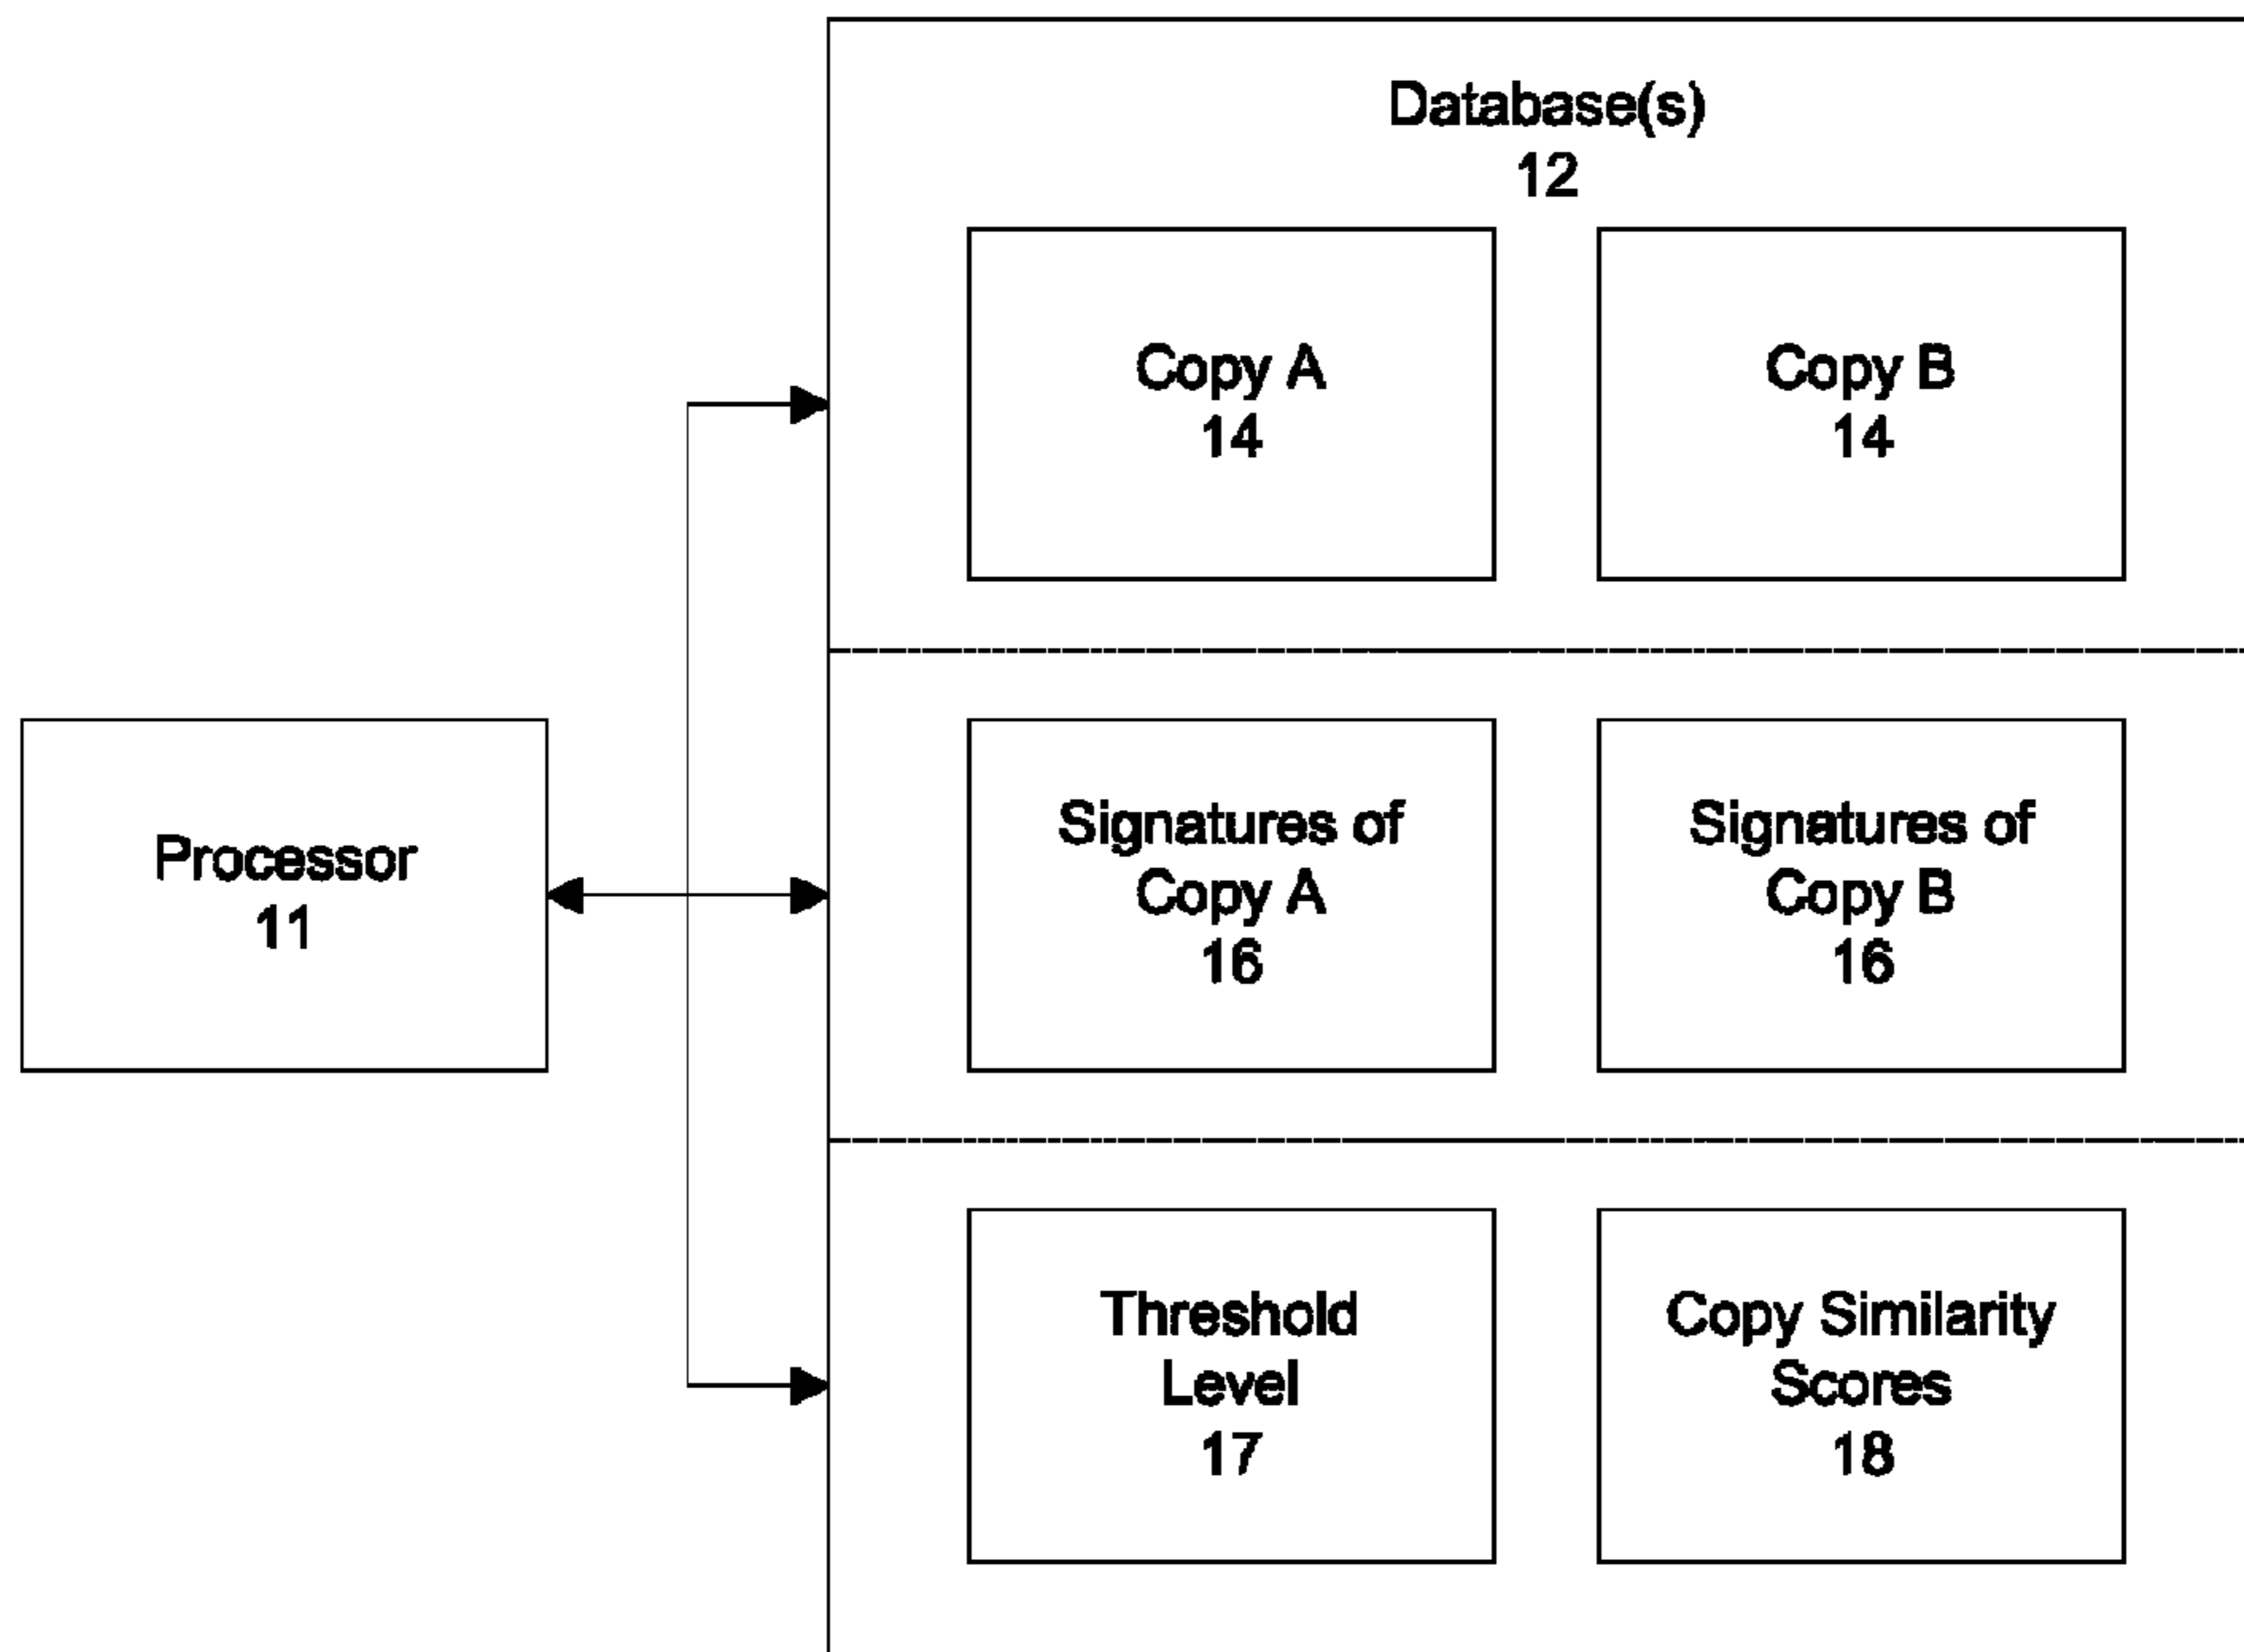 Database(s)
12
Copy A
14
Copy B
14
Processor
11
Signatures of
Copy A
16
Signatures of
Copy B
16
Threshold
Level
17
Copy Similarity
Scores
18